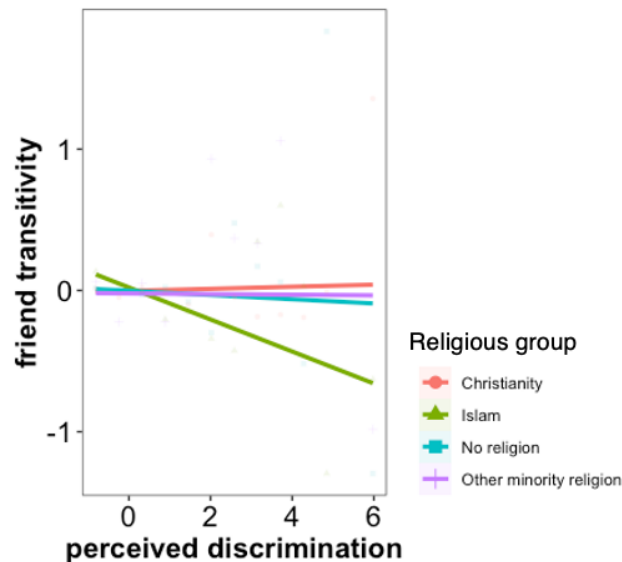 friend transitivity
1
0
-1
0 2 4 6
perceived discrimination
Religious group
Christianity
Islam
No religion
Other minority religion